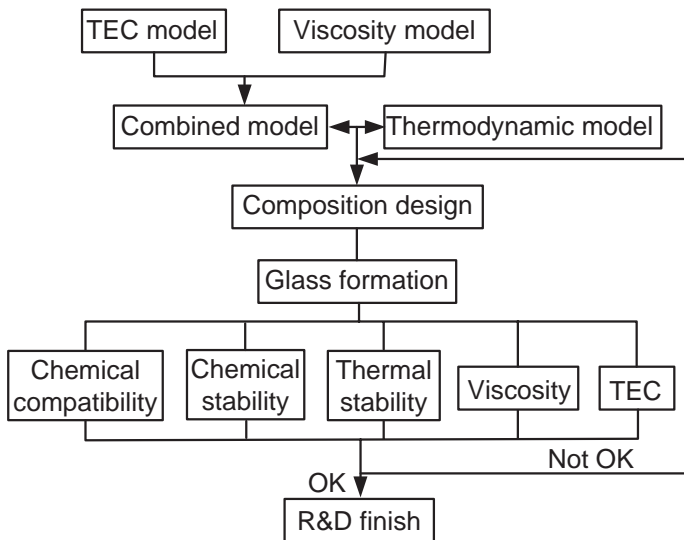 TEC model
Viscosity model
Combined model
Thermodynamic model
Composition design
Glass formation
Chemical
compatibility
Chemical
stability
Thermal
stability
Viscosity
TEC
Not OK
OK
R&D finish